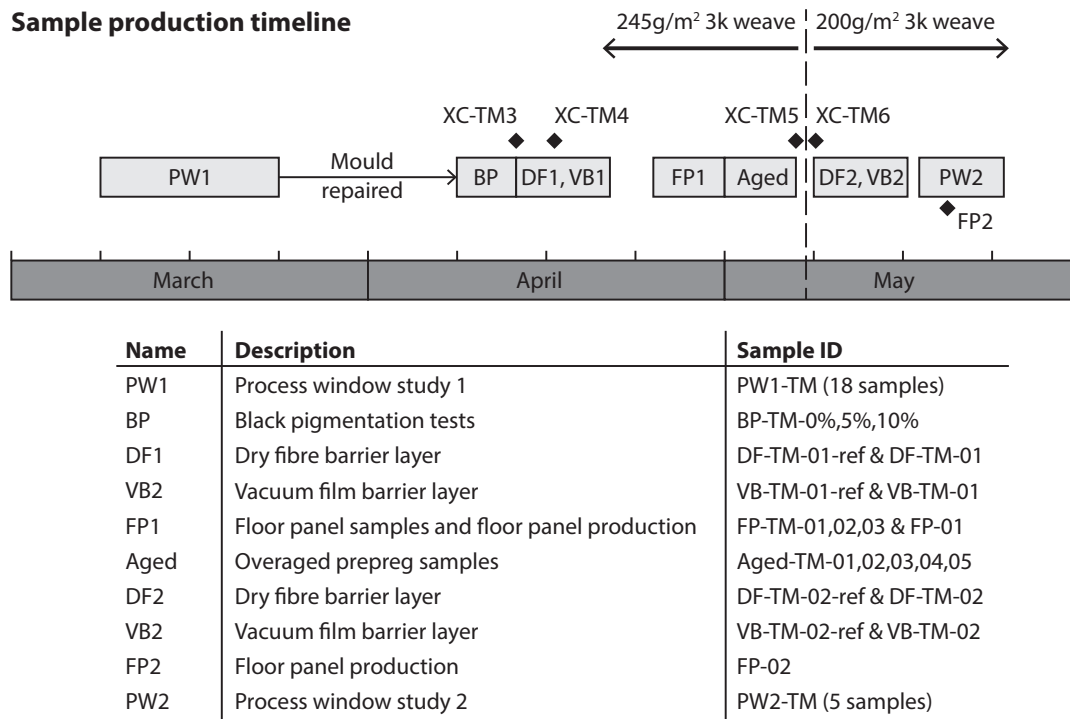 Sample production timeline
245g/m² 3k weave 200g/m² 3k weave
XC-TM3 XC-TM4 XC-TM5 XC-TM6
PW1 Mould repaired BP DF1, VB1 FP1 Aged DF2, VB2 PW2
FP2
March April May
Name Description Sample ID
PW1 Process window study 1 PW1-TM (18 samples)
BP Black pigmentation tests BP-TM-0%,5%,10%
DF1 Dry fibre barrier layer DF-TM-01-ref & DF-TM-01
VB2 Vacuum film barrier layer VB-TM-01-ref & VB-TM-01
FP1 Floor panel samples and floor panel production FP-TM-01,02,03 & FP-01
Aged Overaged prepreg samples Aged-TM-01,02,03,04,05
DF2 Dry fibre barrier layer DF-TM-02-ref & DF-TM-02
VB2 Vacuum film barrier layer VB-TM-02-ref & VB-TM-02
FP2 Floor panel production FP-02
PW2 Process window study 2 PW2-TM (5 samples)